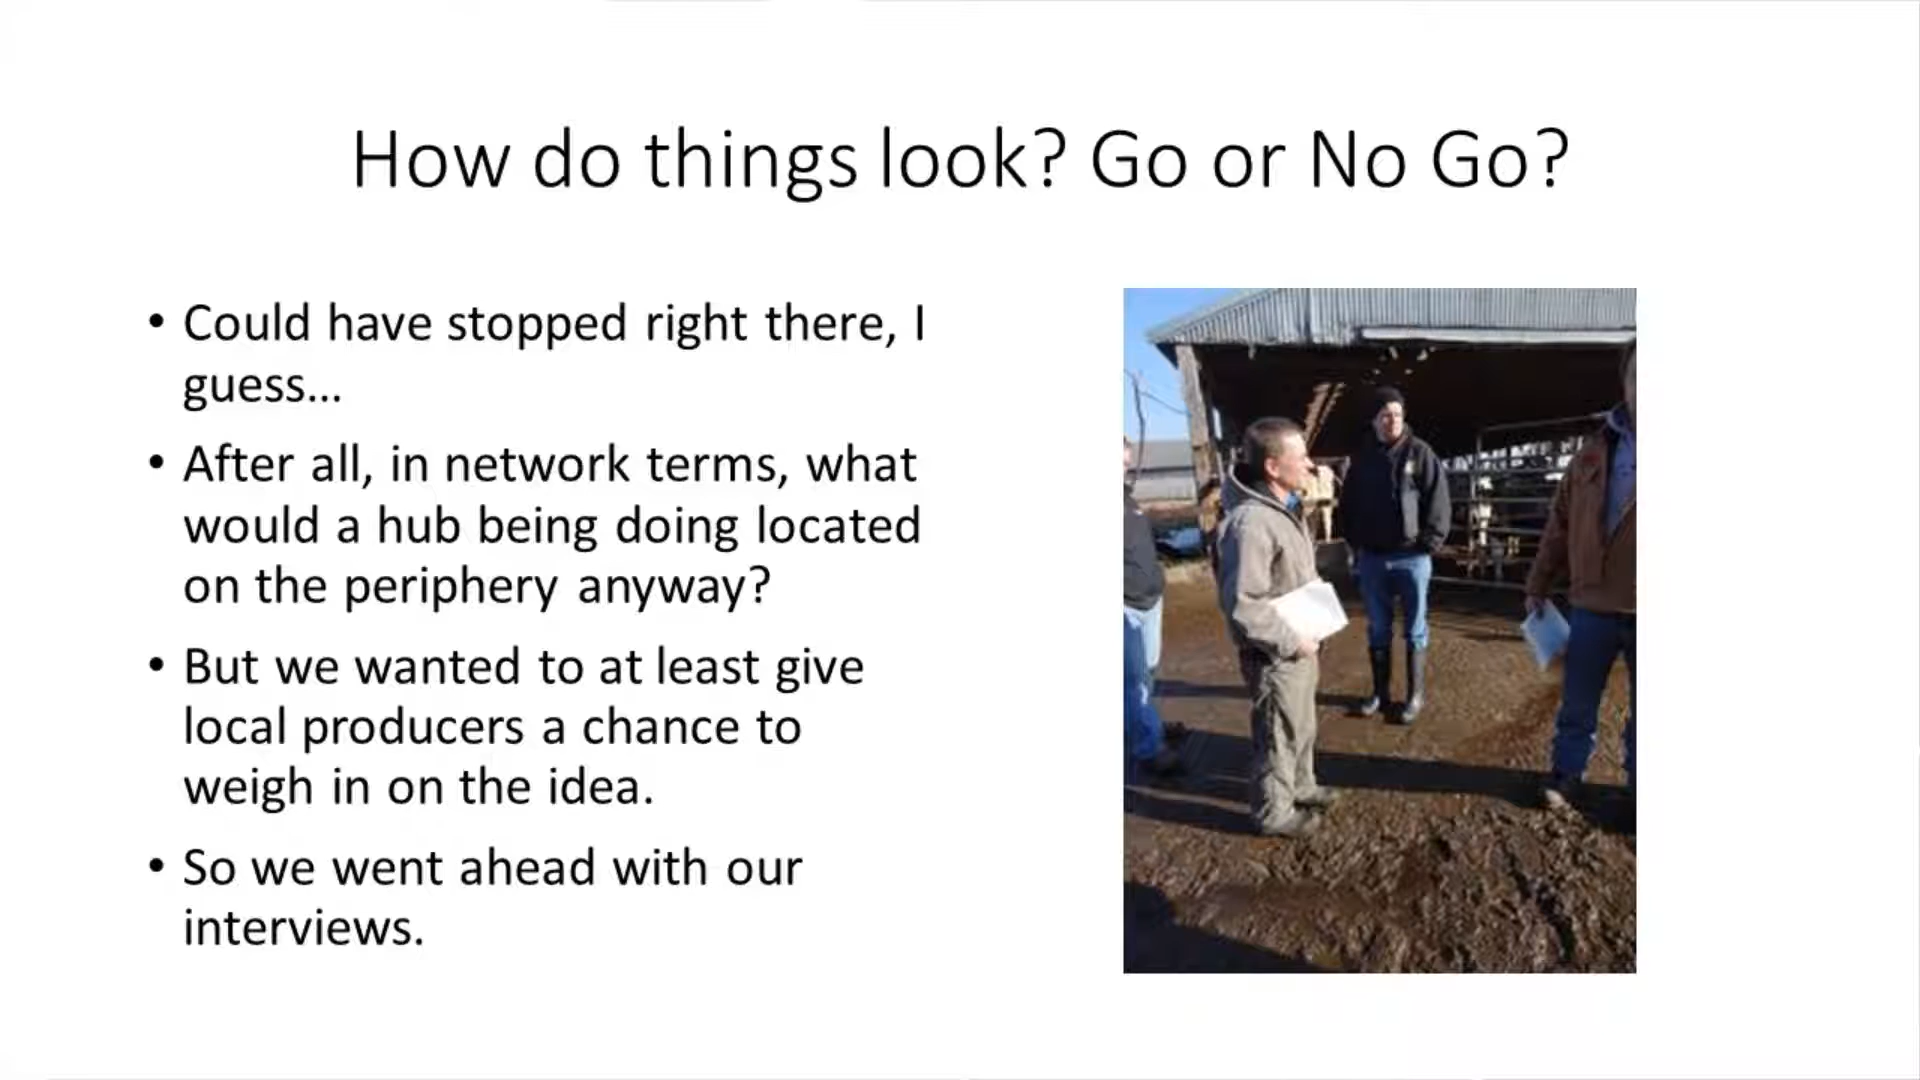 How do things look? Go or No Go?
• Could have stopped right there, I
guess...
• After all, in network terms, what
would a hub being doing located
on the periphery anyway?
• But we wanted to at least give
local producers a chance to
weigh in on the idea.
• So we went ahead with our
interviews.